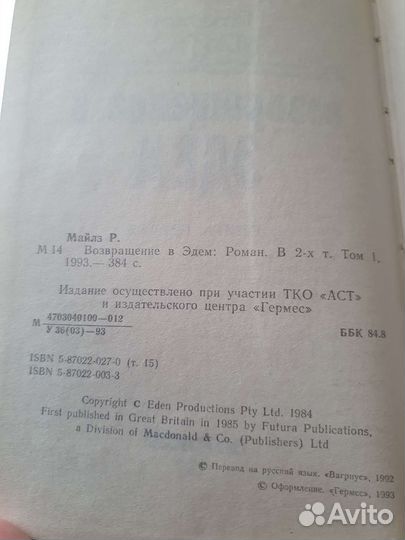 Майлз Р.
М 14 Возвращение в Эдем: Роман. В 2-х т. Том 1,
1993.— 384 с.
Издание осуществлено при участии ТКО «АСТ»
и издательского центра «Гермес»
М 4703040100—012
У 36(03)—93
ББК 84.8
ISBN 5-87022-027-0 (т. 15)
ISBN 5-87022-003-3
Copyright © Eden Productions Pty Ltd. 1984
First published in Great Britain in 1985 by Futura Publications,
a Division of Macdonald & Co. (Publishers) Ltd
© Перевод на русский язык. «Вагриус», 1992
© Оформление. «Гермес», 1993
Avito